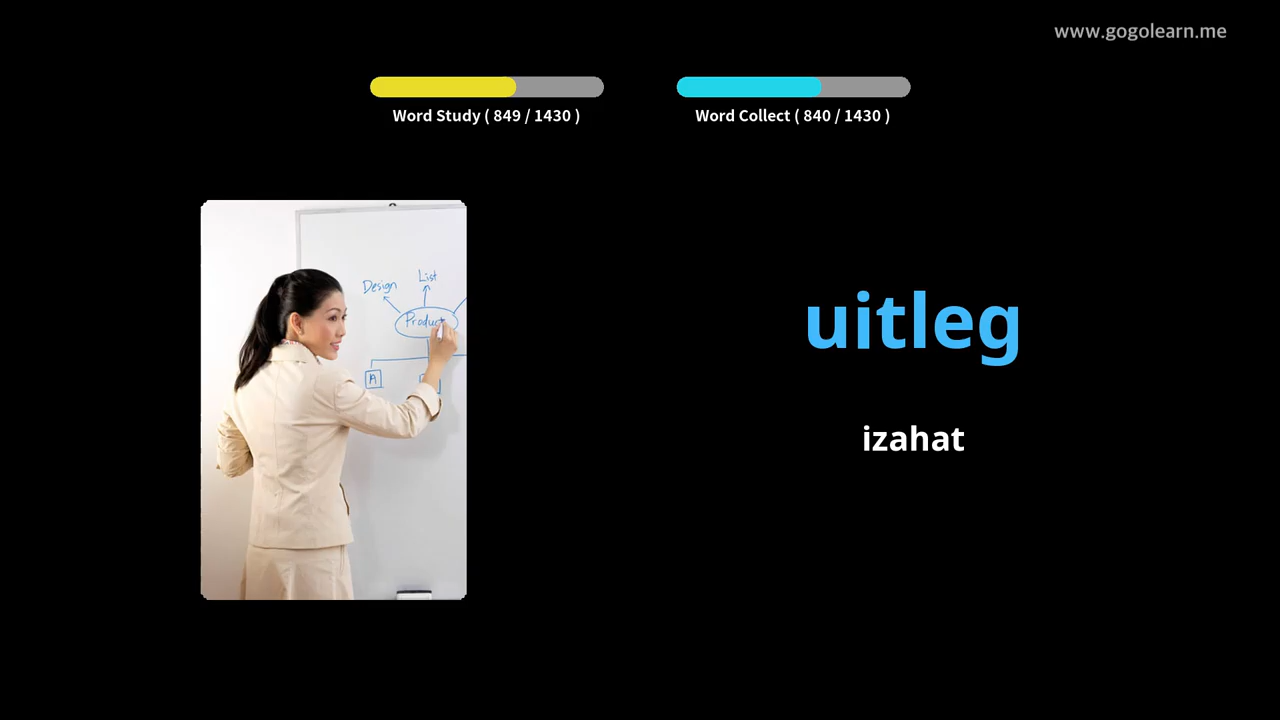 www.gogolearn.me
Word Study ( 849 / 1430 )
Word Collect ( 840 / 1430 )
Design
List
Product
A
uitleg
izahat